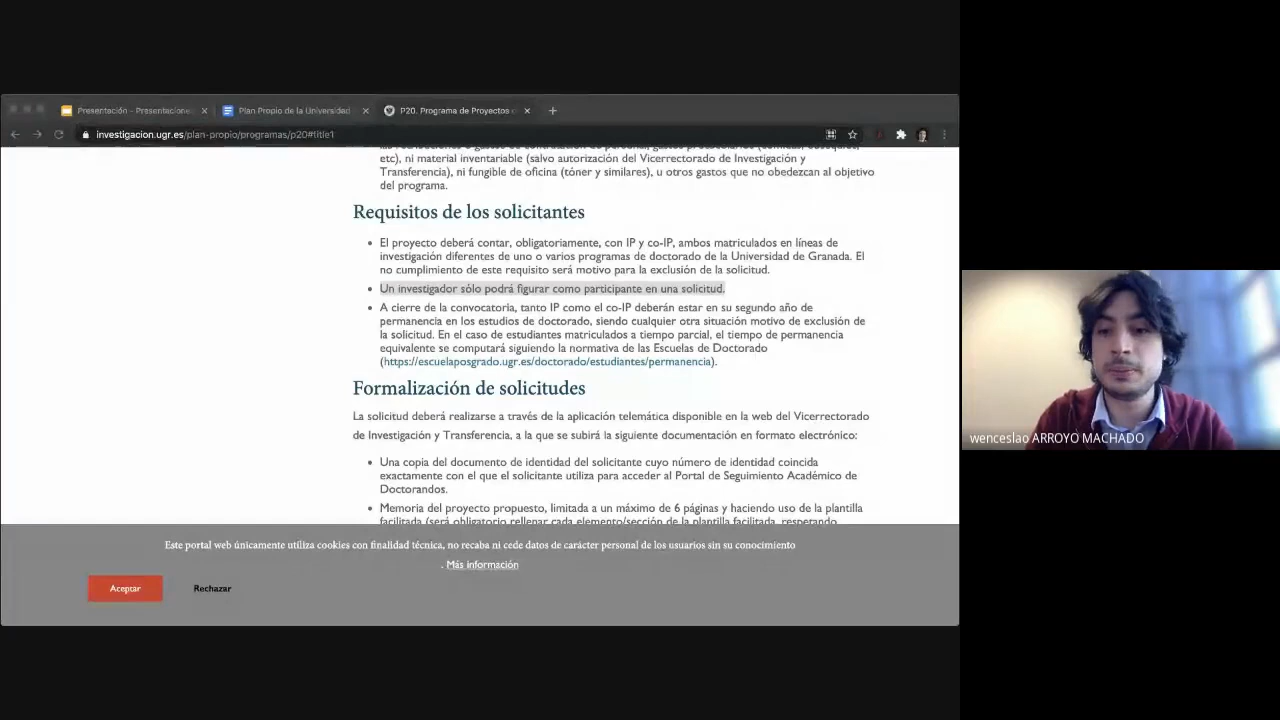 Presentación - Presentacione
Plan Propio de la Universidad
P20. Programa de Proyectos
investigacion.ugr.es/plan-propio/programas/p20#title1
etc), ni material inventariable (salvo autorización del Vicerrectorado de Investigación y
Transferencia), ni fungible de oficina (tóner y similares), u otros gastos que no obedezcan al objetivo
del programa.
Requisitos de los solicitantes
El proyecto deberá contar, obligatoriamente, con IP y co-IP, ambos matriculados en líneas de
investigación diferentes de uno o varios programas de doctorado de la Universidad de Granada. El
no cumplimiento de este requisito será motivo para la exclusión de la solicitud.
Un investigador sólo podrá figurar como participante en una solicitud.
A cierre de la convocatoria, tanto IP como el co-IP deberán estar en su segundo año de
permanencia en los estudios de doctorado, siendo cualquier otra situación motivo de exclusión de
la solicitud. En el caso de estudiantes matriculados a tiempo parcial, el tiempo de permanencia
equivalente se computará siguiendo la normativa de las Escuelas de Doctorado
(https://escuelaposgrado.ugr.es/doctorado/estudiantes/permanencia).
Formalización de solicitudes
La solicitud deberá realizarse a través de la aplicación telemática disponible en la web del Vicerrectorado
de Investigación y Transferencia, a la que se subirá la siguiente documentación en formato electrónico:
Una copia del documento de identidad del solicitante cuyo número de identidad coincida
exactamente con el que el solicitante utiliza para acceder al Portal de Seguimiento Académico de
Doctorandos.
Memoria del proyecto propuesto, limitada a un máximo de 6 páginas y haciendo uso de la plantilla
facilitada (será obligatorio rellenar cada elemento/sección de la plantilla facilitada, respetando
Este portal web únicamente utiliza cookies con finalidad técnica, no recaba ni cede datos de carácter personal de los usuarios sin su conocimiento
. Más información
Aceptar
Rechazar
wenceslao ARROYO MACHADO